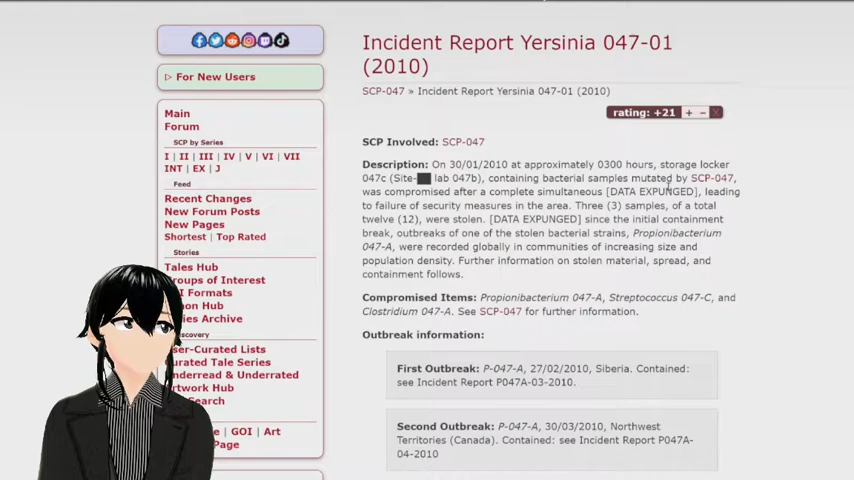 For New Users
Main
Forum
SCP by Series
I | II | III | IV | V | VI | VII
INT | EX | J
Feed
Recent Changes
New Forum Posts
New Pages
Shortest | Top Rated
Stories
Tales Hub
roups of Interest
I Formats
non Hub
ies Archive
covery
ser-Curated Lists
urated Tale Series
nderread & Underrated
rtwork Hub
earch
e | GOI | Art
Page
Incident Report Yersinia 047-01
(2010)
SCP-047 » Incident Report Yersinia 047-01 (2010)
rating: +21 + – x
SCP Involved: SCP-047
Description: On 30/01/2010 at approximately 0300 hours, storage locker
047c (Site-██ lab 047b), containing bacterial samples mutated by SCP-047,
was compromised after a complete simultaneous [DATA EXPUNGED], leading
to failure of security measures in the area. Three (3) samples, of a total
twelve (12), were stolen. [DATA EXPUNGED] since the initial containment
break, outbreaks of one of the stolen bacterial strains, Propionibacterium
047-A, were recorded globally in communities of increasing size and
population density. Further information on stolen material, spread, and
containment follows.
Compromised Items: Propionibacterium 047-A, Streptococcus 047-C, and
Clostridium 047-A. See SCP-047 for further information.
Outbreak information:
First Outbreak: P-047-A, 27/02/2010, Siberia. Contained:
see Incident Report P047A-03-2010.
Second Outbreak: P-047-A, 30/03/2010, Northwest
Territories (Canada). Contained: see Incident Report P047A-
04-2010